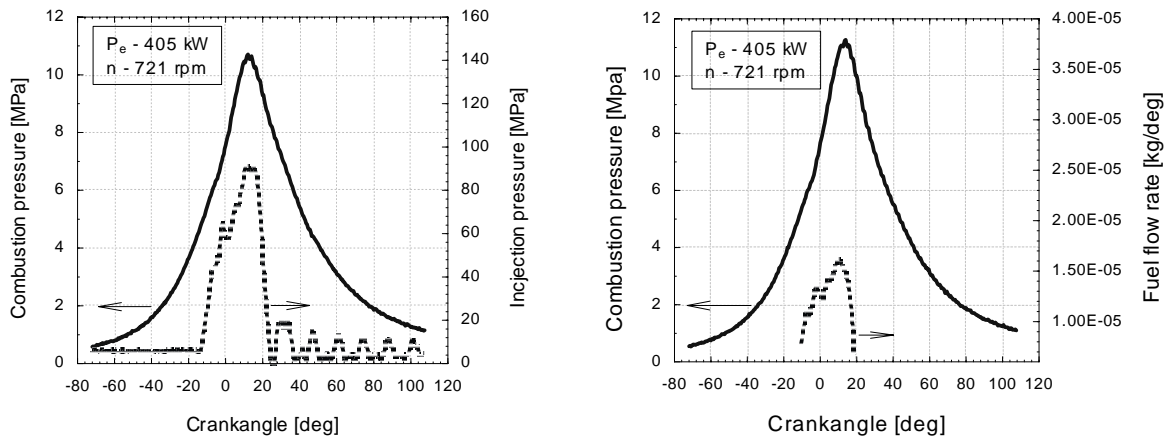 12
10
8
6
4
2
0
Combustion pressure [MPa]
Pe - 405 kW
n - 721 rpm
160
140
120
100
80
60
40
20
0
Incjection pressure [MPa]
-80 -60 -40 -20 0 20 40 60 80 100 120
Crankangle [deg]
12
10
8
6
4
2
0
Combustion pressure [Mpa]
Pe - 405 kW
n - 721 rpm
4.00E-05
3.50E-05
3.00E-05
2.50E-05
2.00E-05
1.50E-05
1.00E-05
Fuel flow rate [kg/deg]
-80 -60 -40 -20 0 20 40 60 80 100 120
Crankangle [deg]